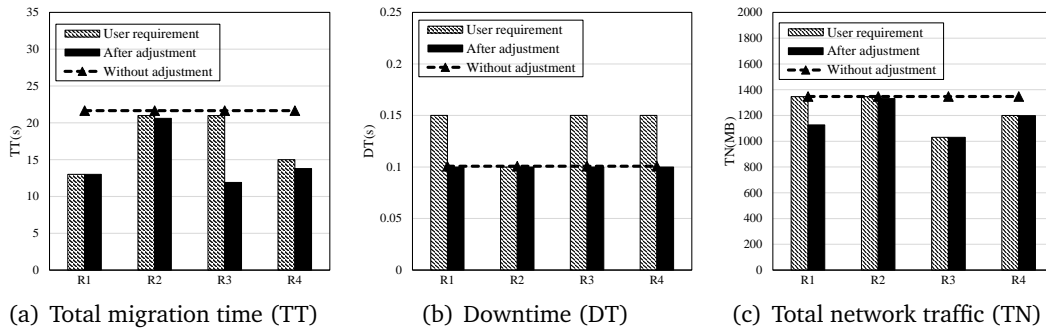 35
30
25
20
15
10
5
0
TT(s)
User requirement
After adjustment
Without adjustment
R1 R2 R3 R4
(a) Total migration time (TT)
0.25
0.2
0.15
0.1
0.05
0
DT(s)
User requirement
After adjustment
Without adjustment
R1 R2 R3 R4
(b) Downtime (DT)
2000
1800
1600
1400
1200
1000
800
600
400
200
0
TN(MB)
User requirement
After adjustment
Without adjustment
R1 R2 R3 R4
(c) Total network traffic (TN)